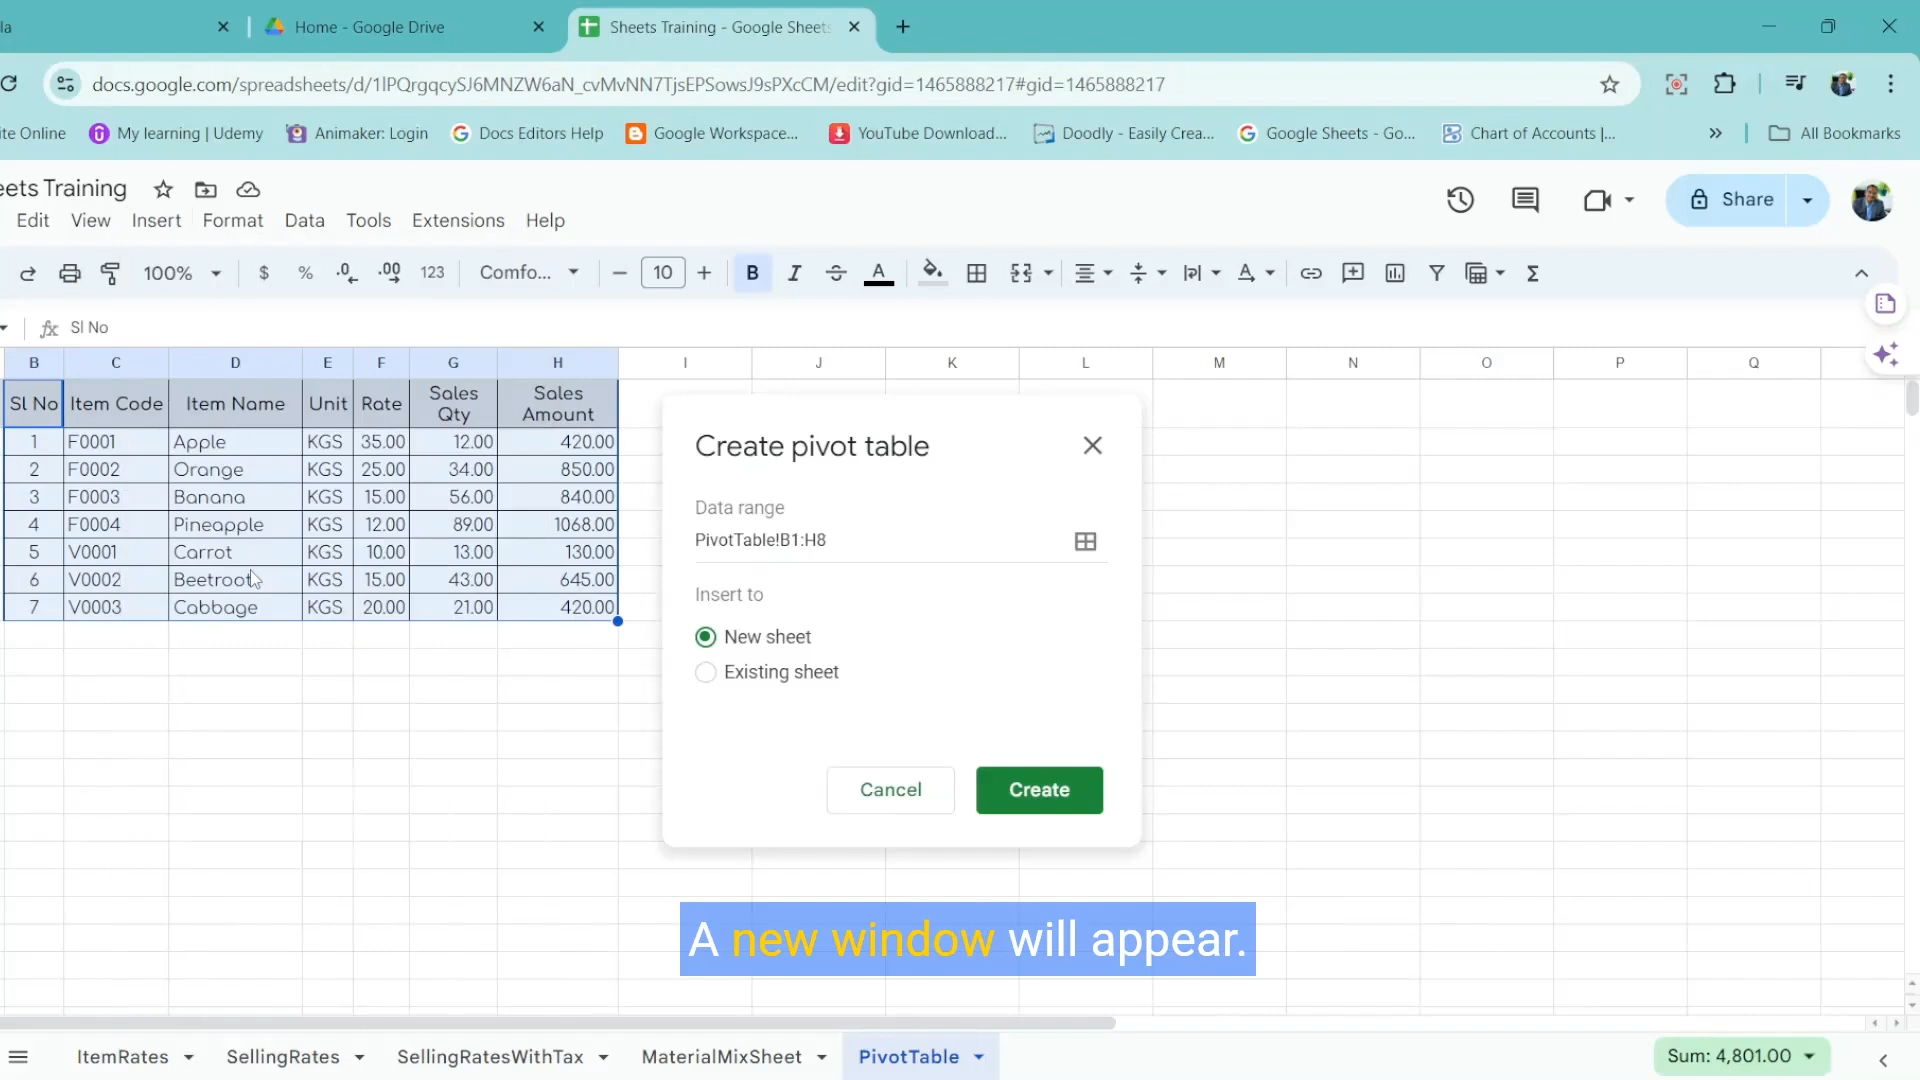 la
Home - Google Drive
Sheets Training - Google Sheets
docs.google.com/spreadsheets/d/1lPQrgqcySJ6MNZW6aN_cvMvNN7TjsEPSowsJ9sPXcCM/edit?gid=1465888217#gid=1465888217
ite Online
My learning | Udemy
Animaker: Login
Docs Editors Help
Google Workspace...
YouTube Download...
Doodly - Easily Crea...
Google Sheets - Go...
Chart of Accounts |...
»
All Bookmarks
eets Training
Share
Edit View Insert Format Data Tools Extensions Help
100% $ % .0 .00 123 Comfo... − 10 + B I A Σ
fx Sl No
B C D E F G H I J K L M N O P Q
Sl No Item Code Item Name Unit Rate Sales Qty Sales Amount
1 F0001 Apple KGS 35.00 12.00 420.00
2 F0002 Orange KGS 25.00 34.00 850.00
3 F0003 Banana KGS 15.00 56.00 840.00
4 F0004 Pineapple KGS 12.00 89.00 1068.00
5 V0001 Carrot KGS 10.00 13.00 130.00
6 V0002 Beetroot KGS 15.00 43.00 645.00
7 V0003 Cabbage KGS 20.00 21.00 420.00
Create pivot table
Data range
PivotTable!B1:H8
Insert to
New sheet
Existing sheet
Cancel
Create
A new window will appear.
ItemRates
SellingRates
SellingRatesWithTax
MaterialMixSheet
PivotTable
Sum: 4,801.00